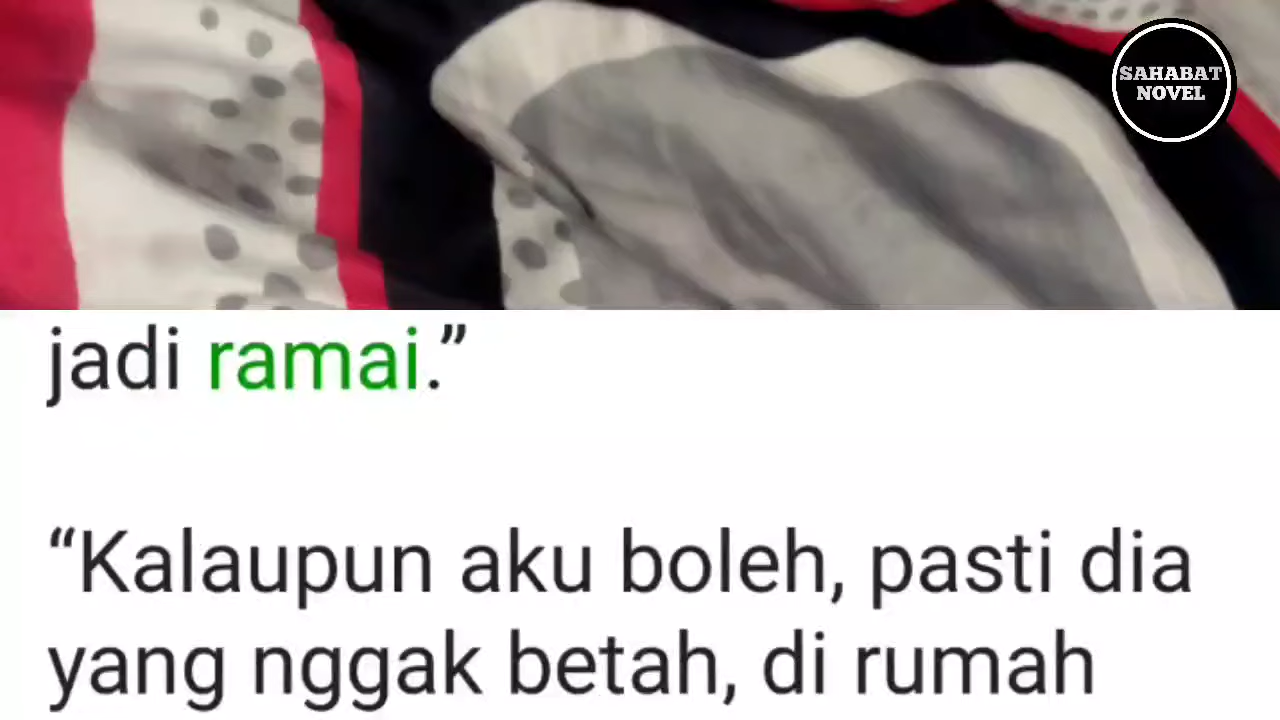 SAHABAT
NOVEL
jadi ramai.”
“Kalaupun aku boleh, pasti dia
yang nggak betah, di rumah